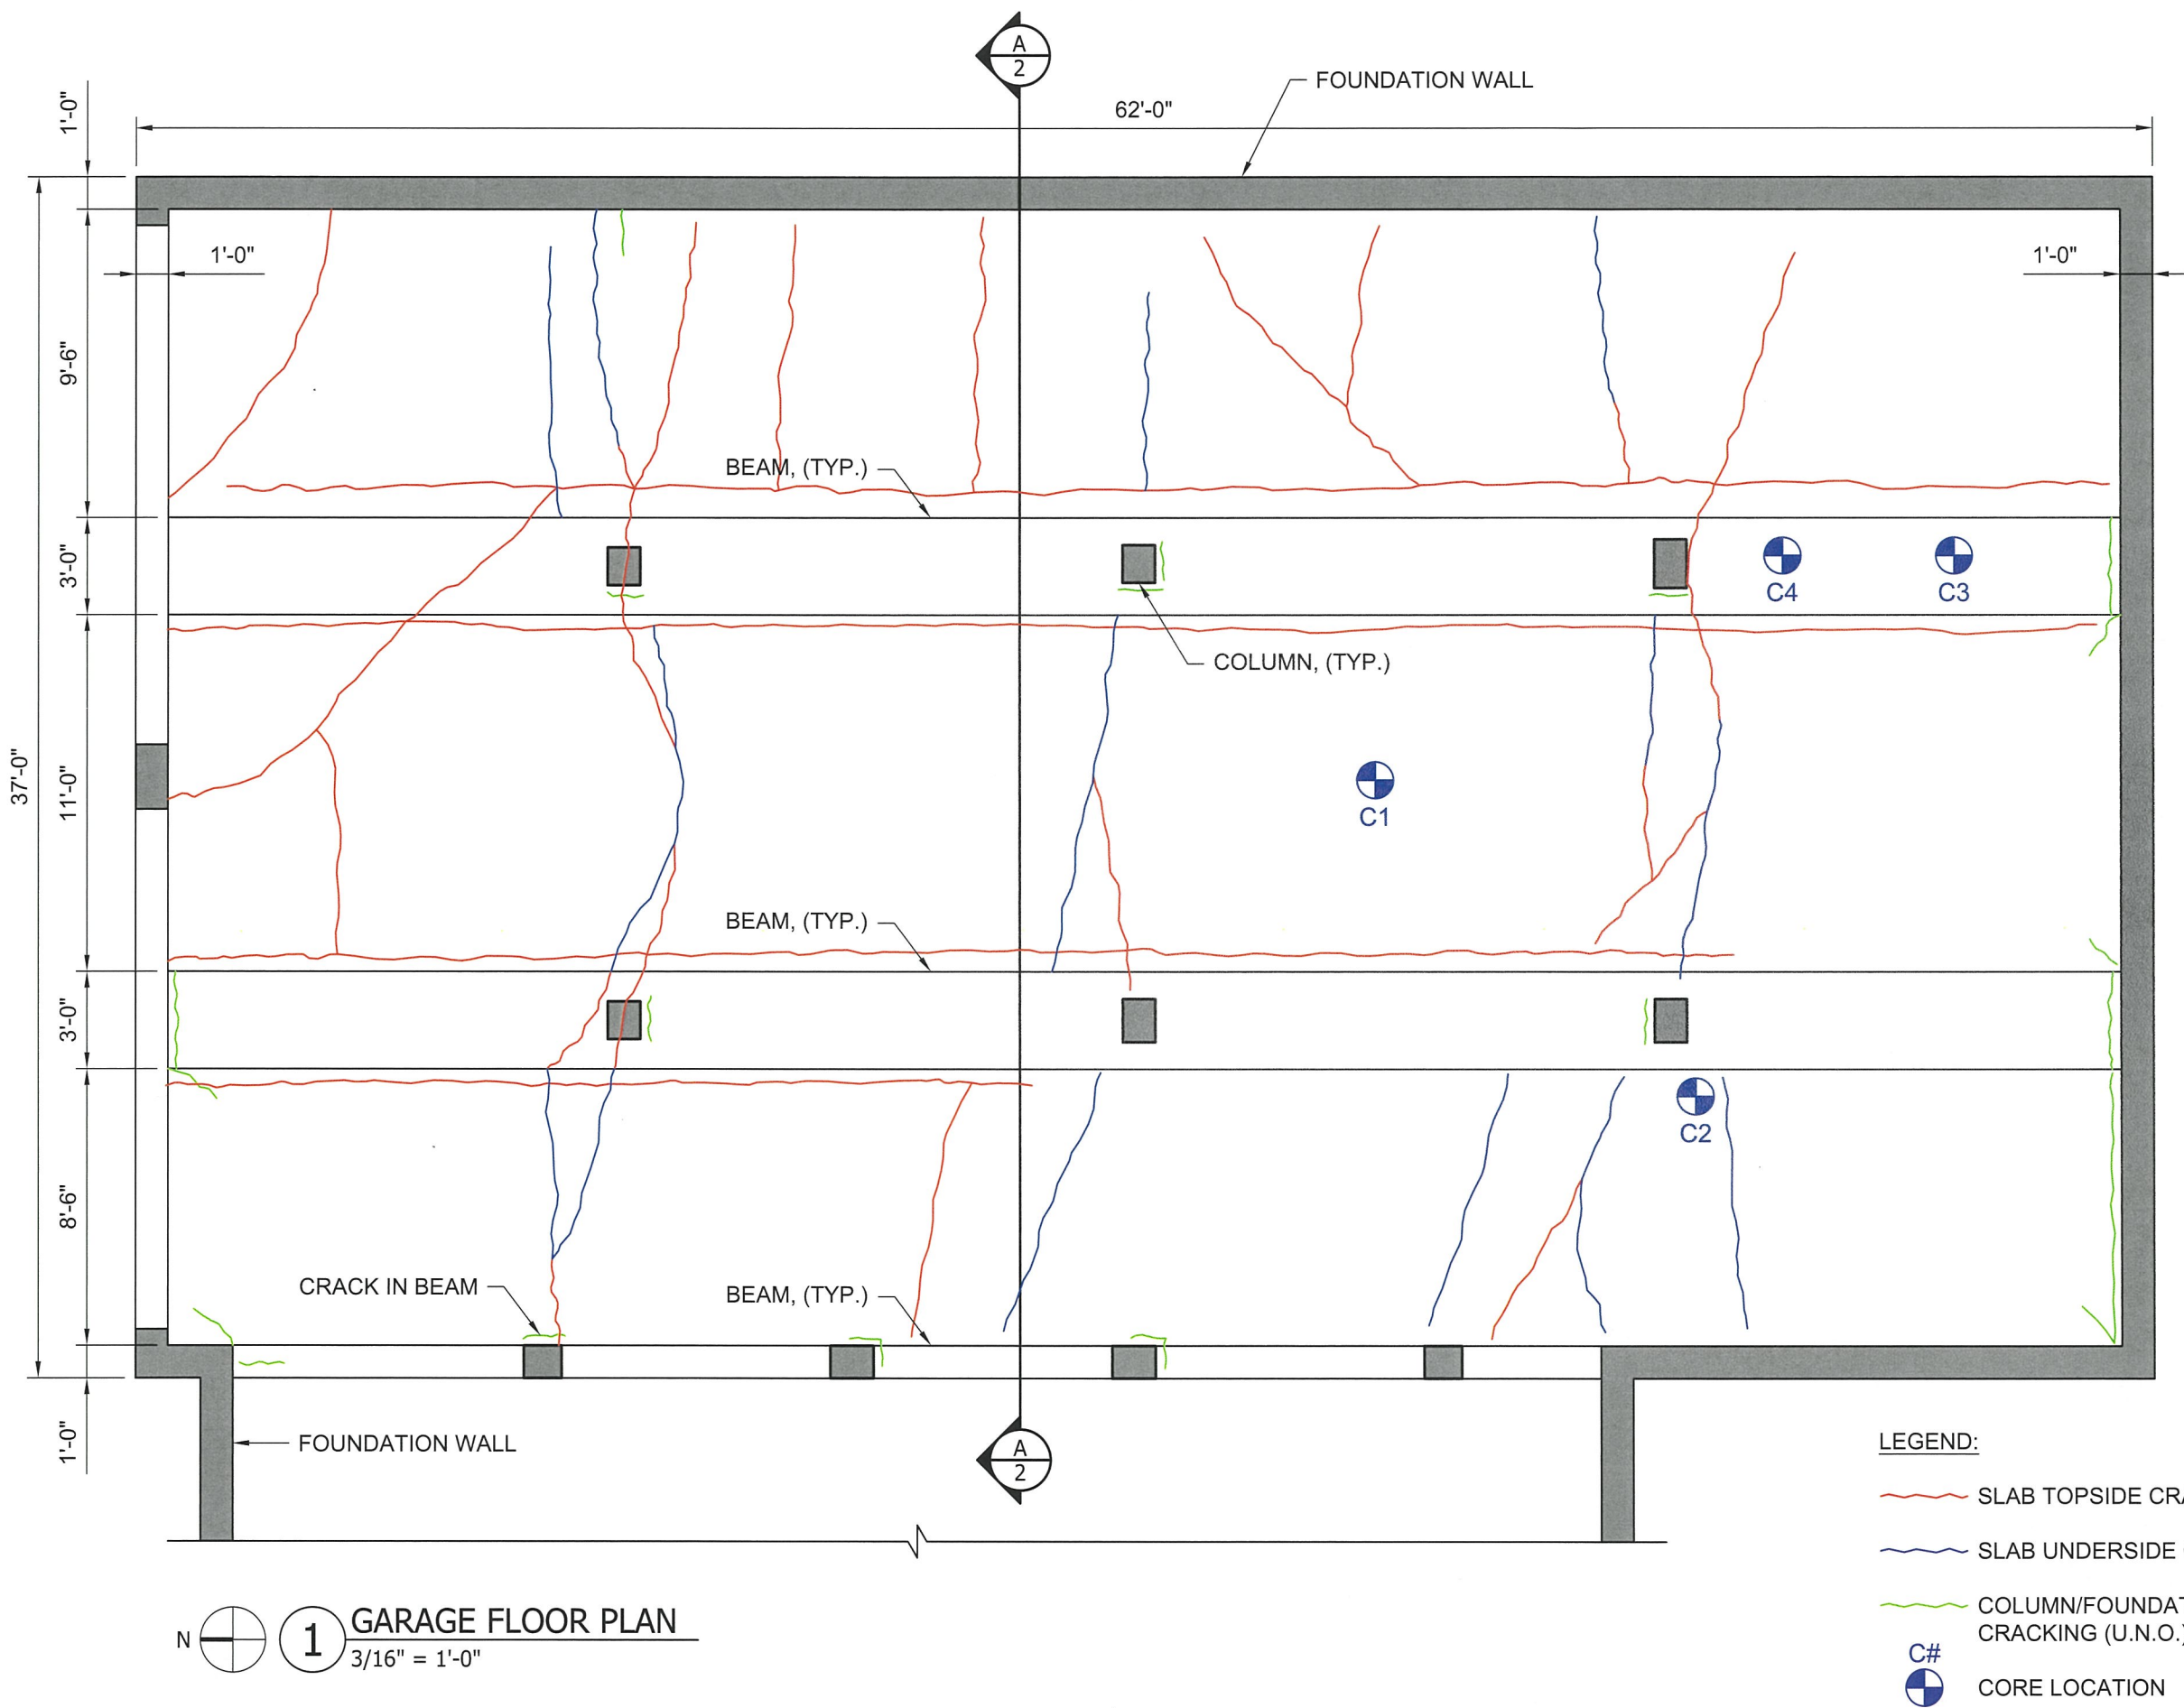 A
2
FOUNDATION WALL
62'-0"
1'-0"
1'-0"
1'-0"
9'-6"
BEAM, (TYP.)
3'-0"
C4
C3
COLUMN, (TYP.)
37'-0"
11'-0"
C1
BEAM, (TYP.)
3'-0"
C2
8'-6"
CRACK IN BEAM
BEAM, (TYP.)
1'-0"
FOUNDATION WALL
A
2
LEGEND:
SLAB TOPSIDE CRA
SLAB UNDERSIDE
COLUMN/FOUNDAT
CRACKING (U.N.O.)
C#
CORE LOCATION
N
1
GARAGE FLOOR PLAN
3/16" = 1'-0"